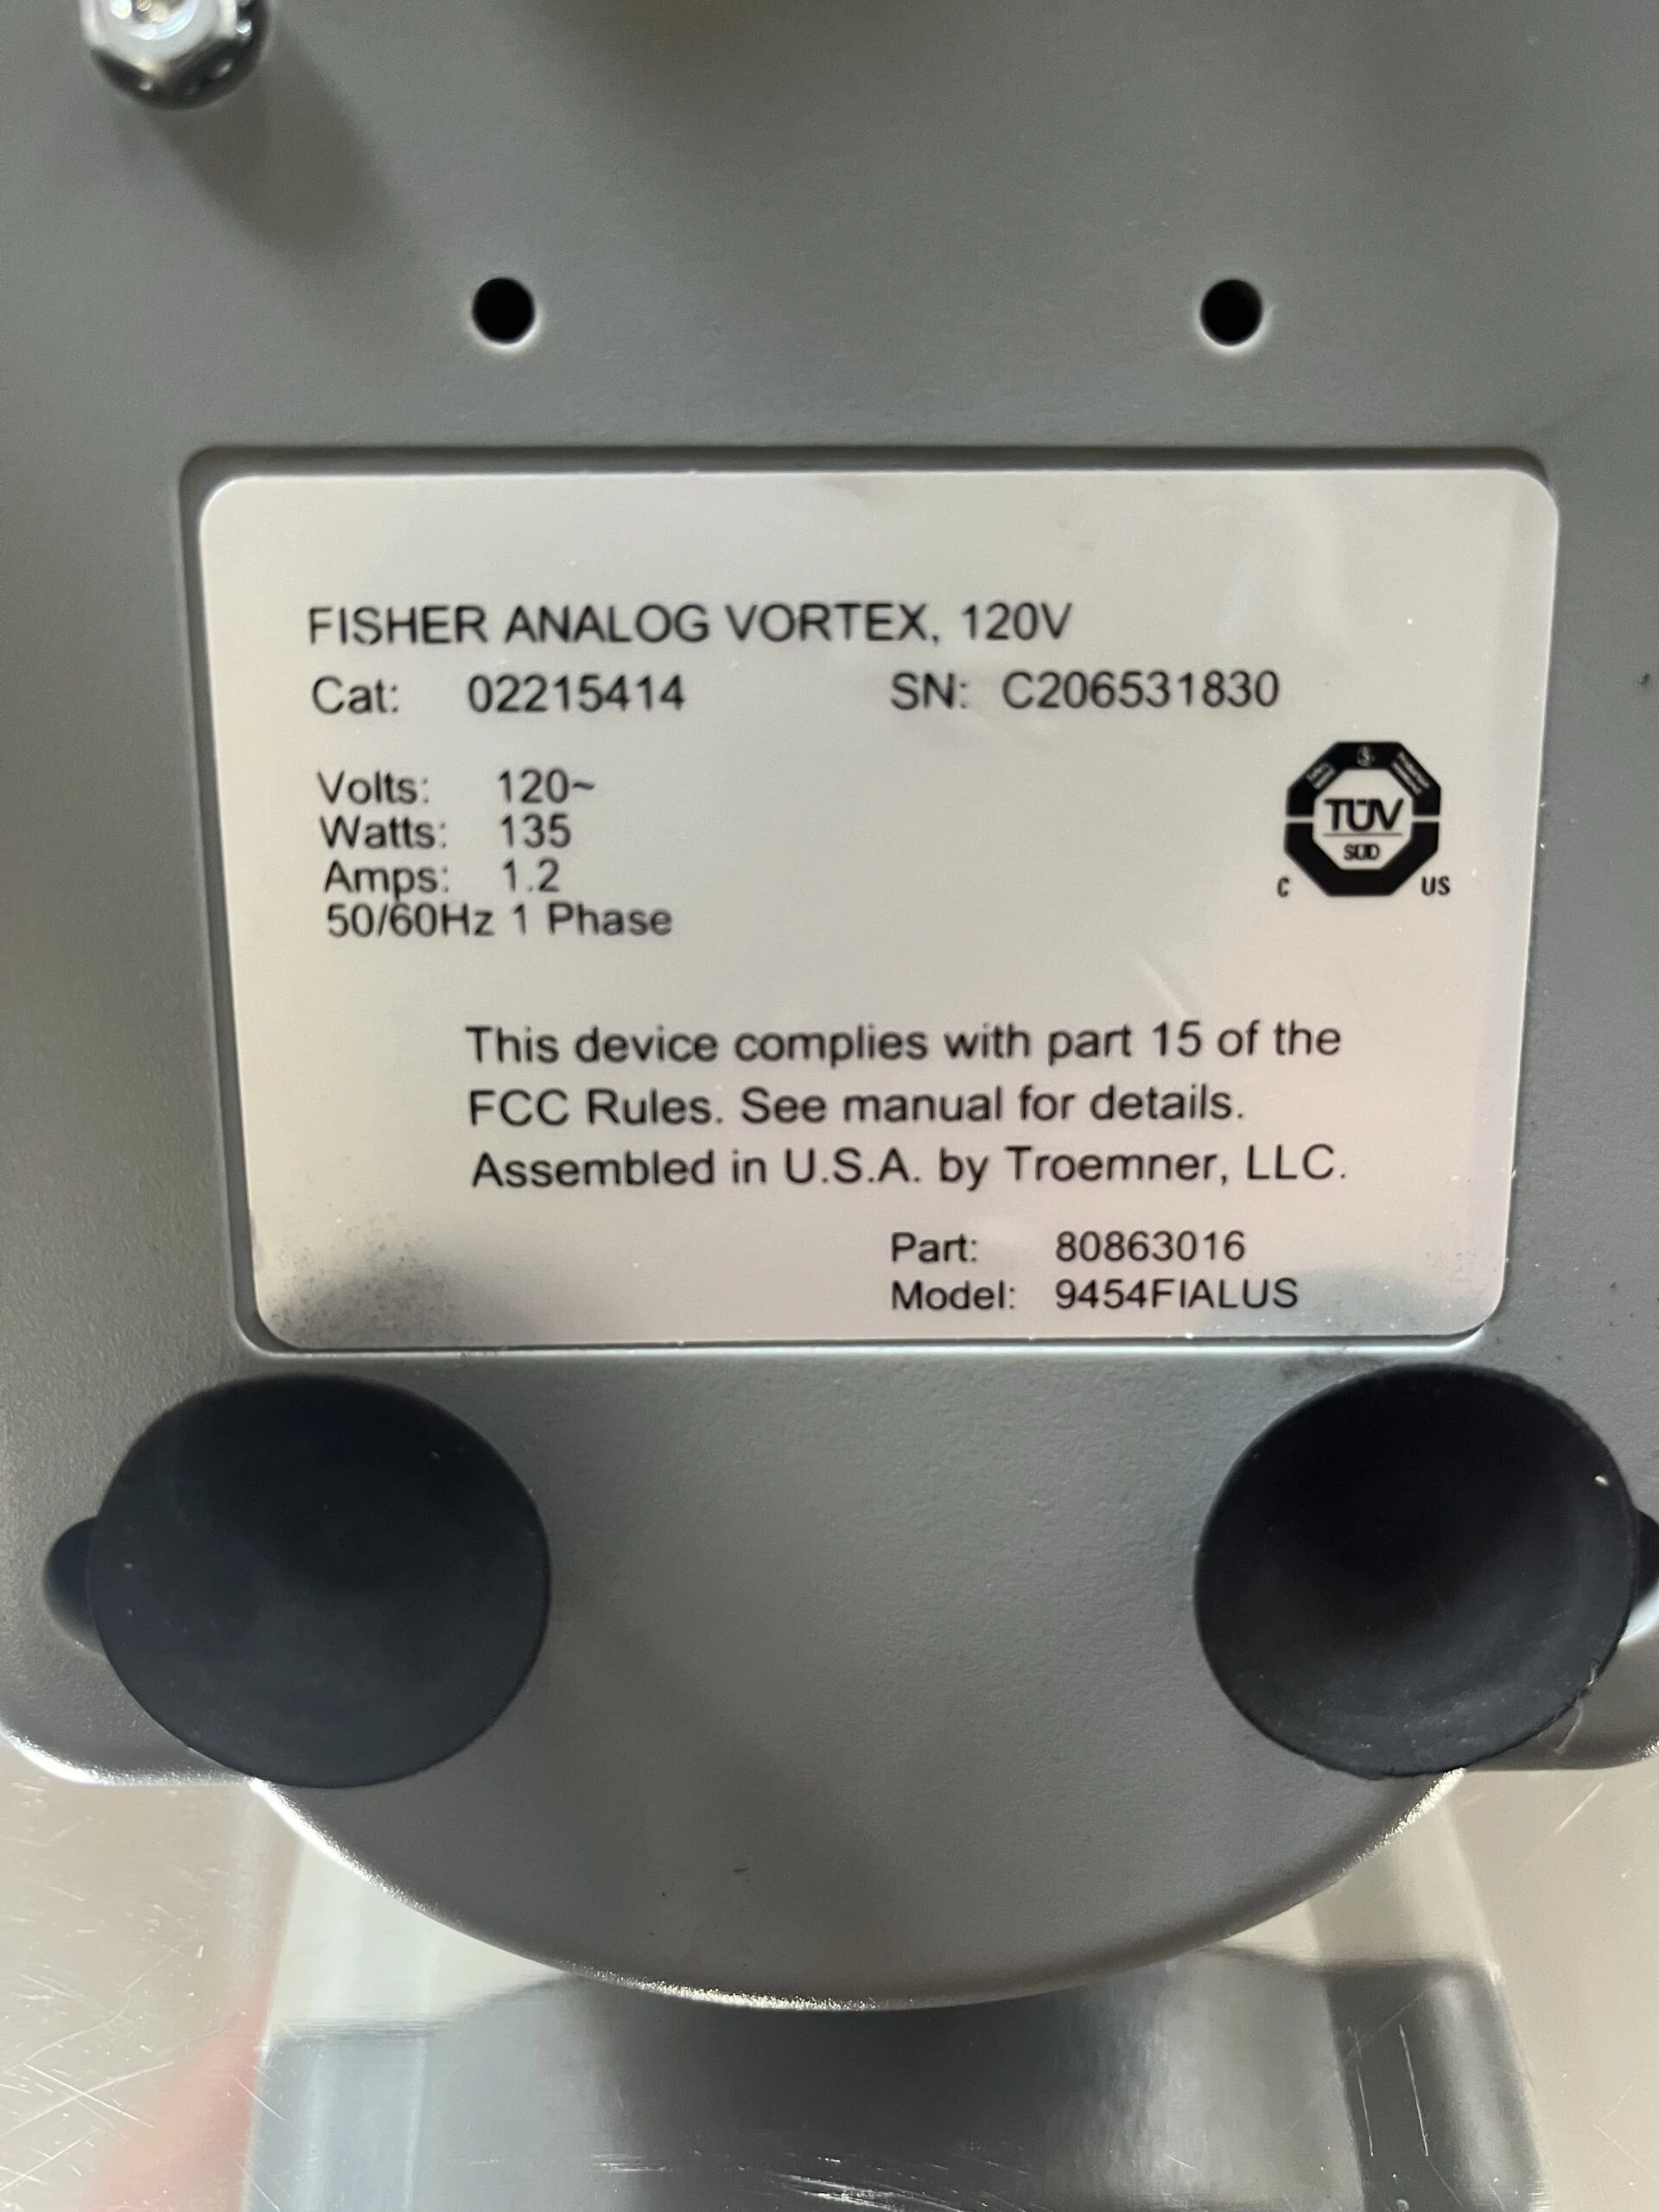 FISHER ANALOG VORTEX, 120V
Cat: 02215414 SN: C206531830
Volts: 120~
Watts: 135
Amps: 1.2
50/60Hz 1 Phase
TÜV
SÜD
C US
This device complies with part 15 of the
FCC Rules. See manual for details.
Assembled in U.S.A. by Troemner, LLC.
Part: 80863016
Model: 9454FIALUS